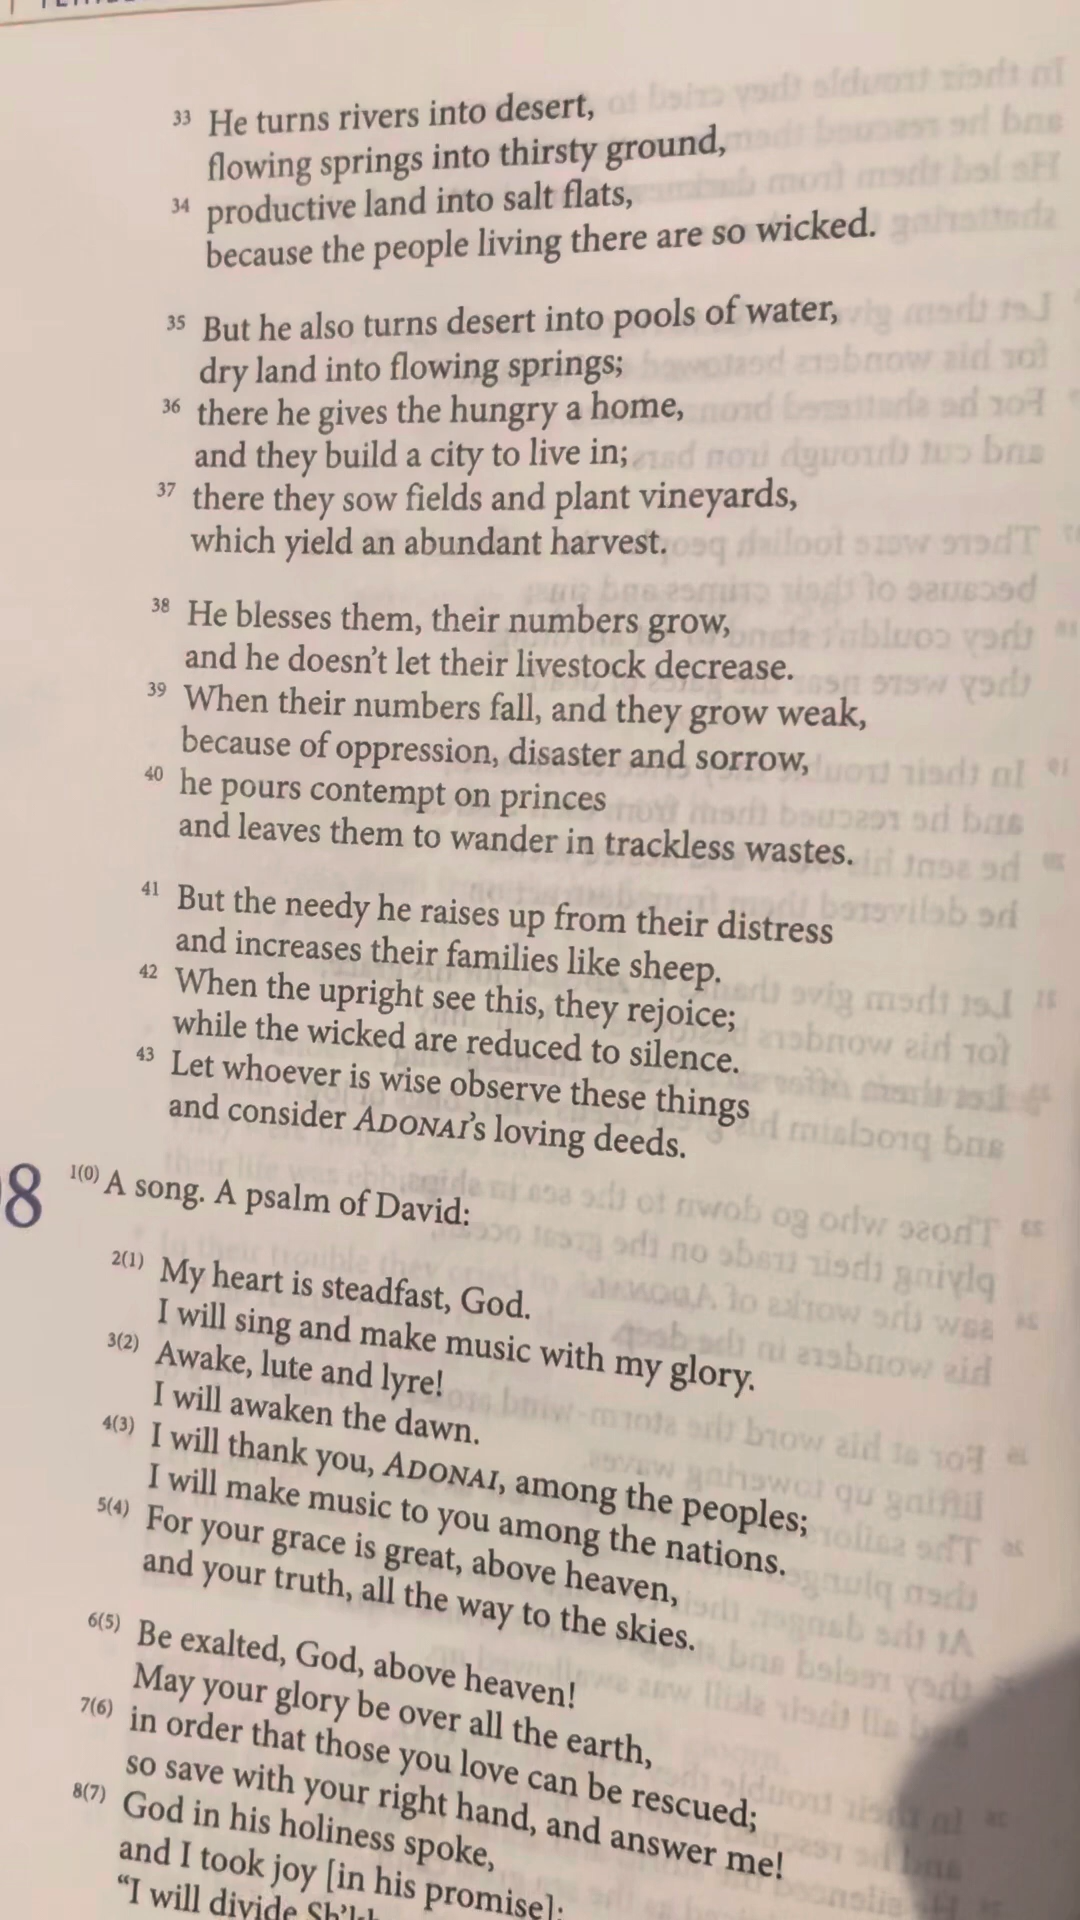 33 He turns rivers into desert,
flowing springs into thirsty ground,
34 productive land into salt flats,
because the people living there are so wicked.
35 But he also turns desert into pools of water,
dry land into flowing springs;
36 there he gives the hungry a home,
and they build a city to live in;
37 there they sow fields and plant vineyards,
which yield an abundant harvest.
38 He blesses them, their numbers grow,
and he doesn't let their livestock decrease.
39 When their numbers fall, and they grow weak,
because of oppression, disaster and sorrow,
40 he pours contempt on princes
and leaves them to wander in trackless wastes.
41 But the needy he raises up from their distress
and increases their families like sheep.
42 When the upright see this, they rejoice;
while the wicked are reduced to silence.
43 Let whoever is wise observe these things
and consider ADONAI's loving deeds.
8 1(0) A song. A psalm of David:
2(1) My heart is steadfast, God.
I will sing and make music with my glory.
3(2) Awake, lute and lyre!
I will awaken the dawn.
4(3) I will thank you, ADONAI, among the peoples;
I will make music to you among the nations.
5(4) For your grace is great, above heaven,
and your truth, all the way to the skies.
6(5) Be exalted, God, above heaven!
May your glory be over all the earth,
7(6) in order that those you love can be rescued;
so save with your right hand, and answer me!
8(7) God in his holiness spoke,
and I took joy [in his promise]:
"I will divide